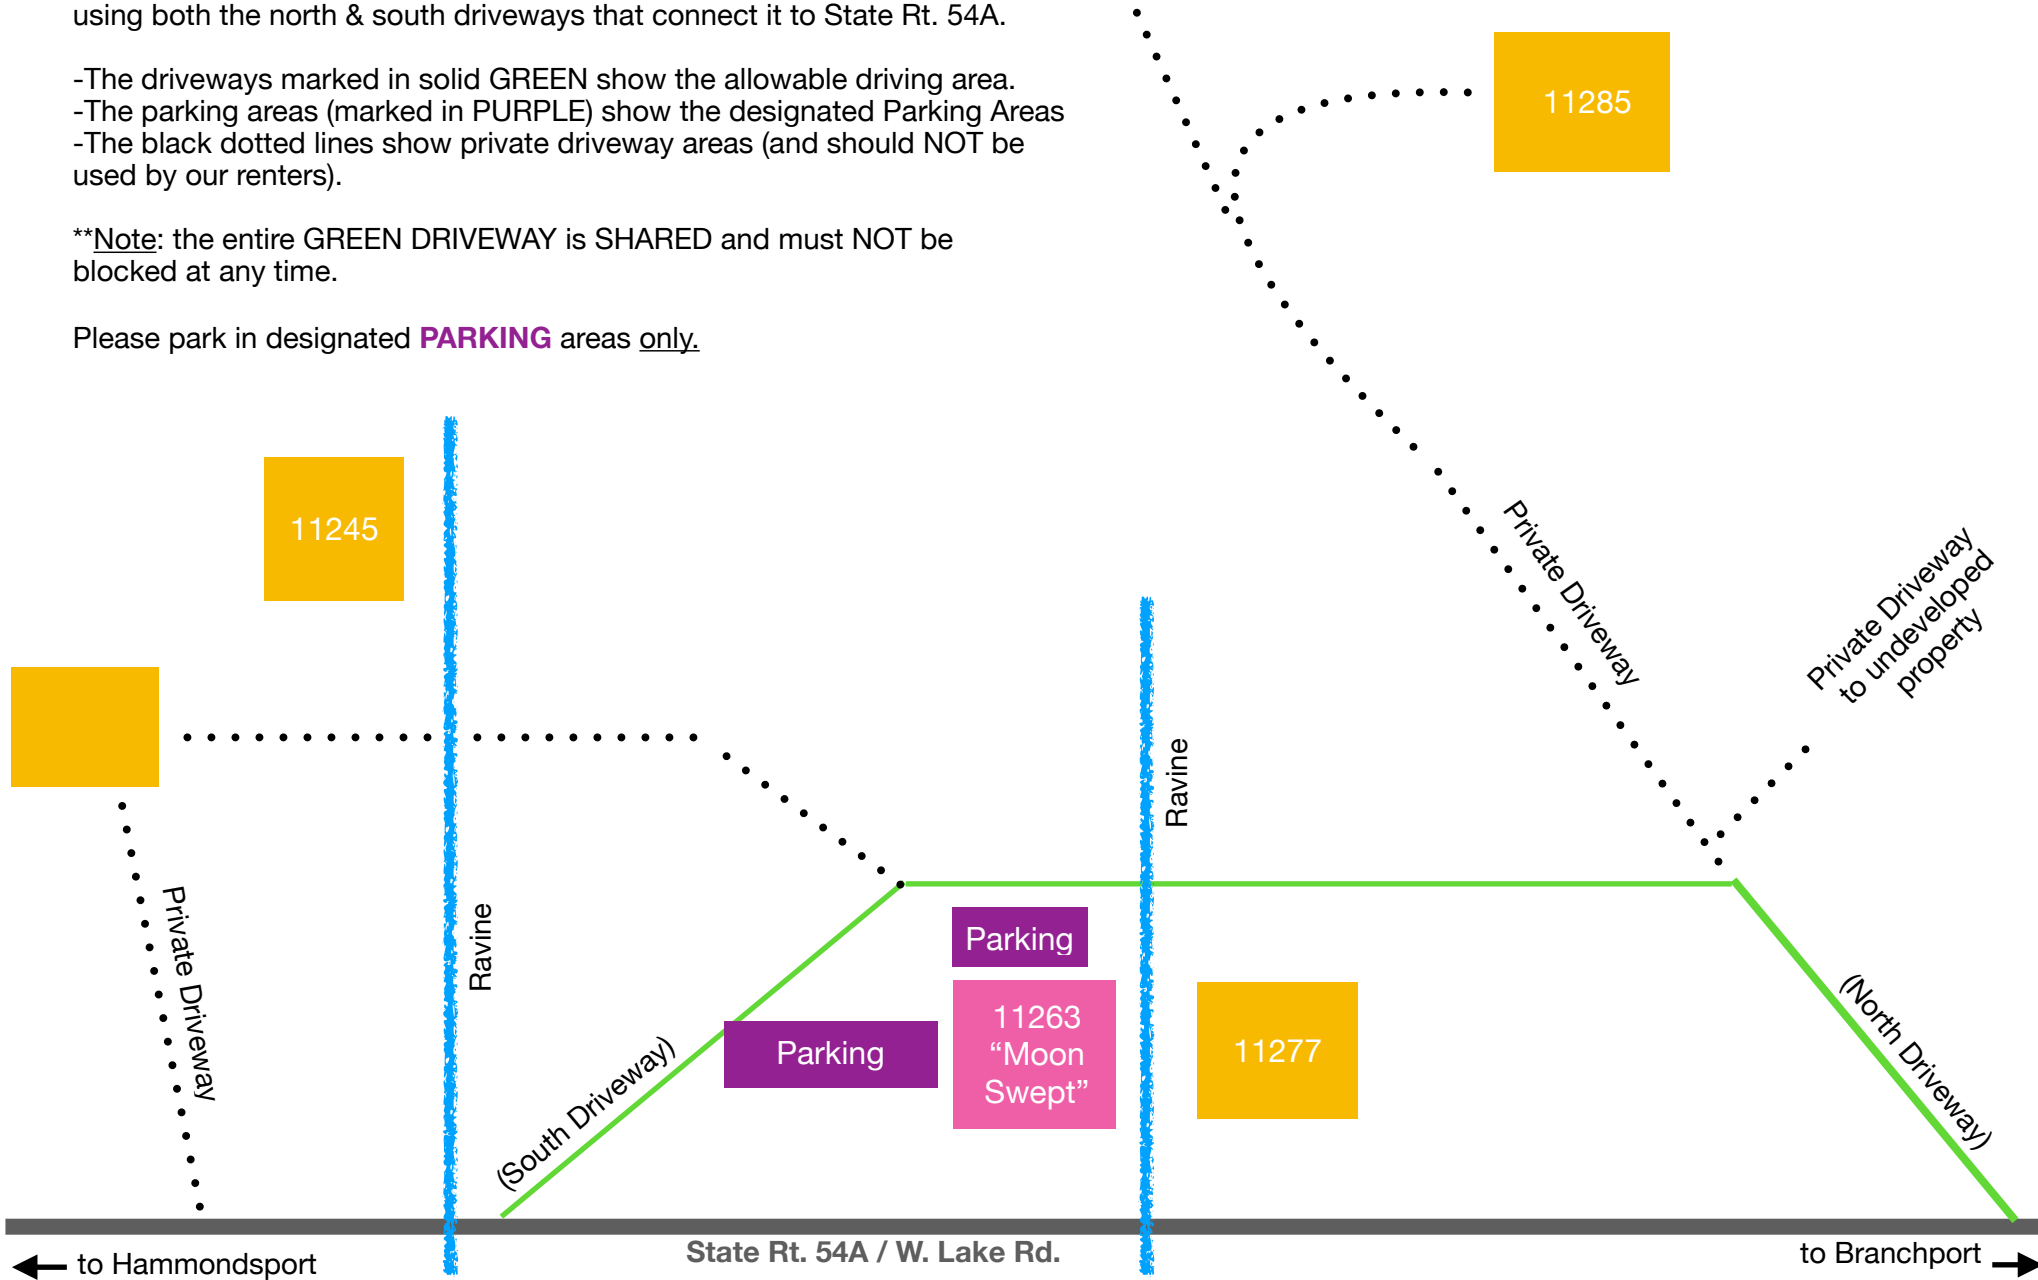 using both the north & south driveways that connect it to State Rt. 54A.
-The driveways marked in solid GREEN show the allowable driving area.
-The parking areas (marked in PURPLE) show the designated Parking Areas
-The black dotted lines show private driveway areas (and should NOT be
used by our renters).
**Note: the entire GREEN DRIVEWAY is SHARED and must NOT be
blocked at any time.
Please park in designated PARKING areas only.
11285
11245
Private Driveway
Private Driveway
to undeveloped
property
Ravine
Private Driveway
Ravine
Parking
Parking
11263
“Moon
Swept”
11277
(South Driveway)
(North Driveway)
State Rt. 54A / W. Lake Rd.
to Hammondsport
to Branchport